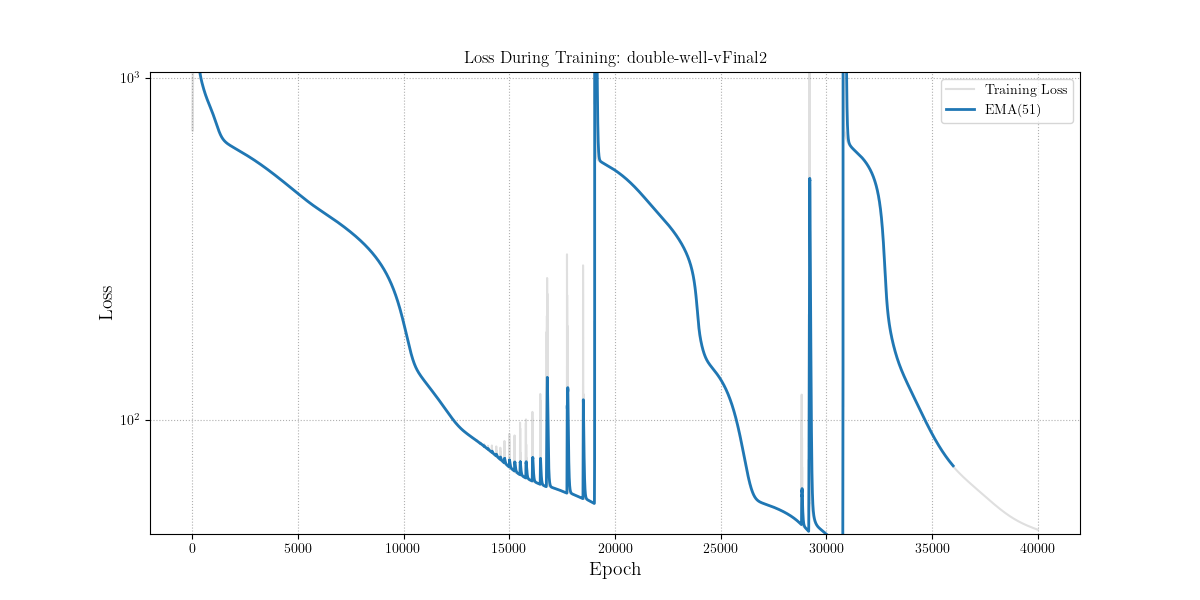 Loss During Training: double-well-vFinal2
10³
10²
Loss
Training Loss
EMA(51)
0 5000 10000 15000 20000 25000 30000 35000 40000
Epoch